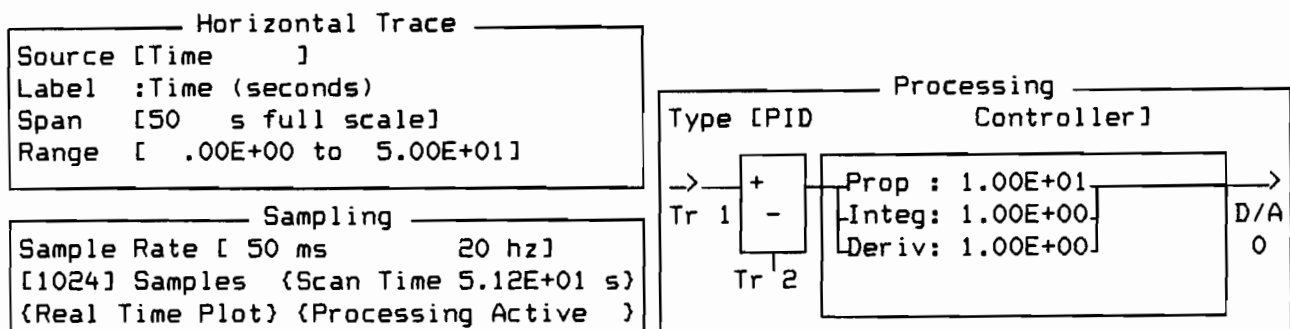 Horizontal Trace
Source [Time ]
Label :Time (seconds)
Span [50 s full scale]
Range [ .00E+00 to 5.00E+01]
Sampling
Sample Rate [ 50 ms 20 hz]
[1024] Samples {Scan Time 5.12E+01 s}
{Real Time Plot} {Processing Active }
Processing
Type [PID Controller]
+
-
Tr 1
Tr 2
Prop : 1.00E+01
Integ: 1.00E+00
Deriv: 1.00E+00
D/A
0